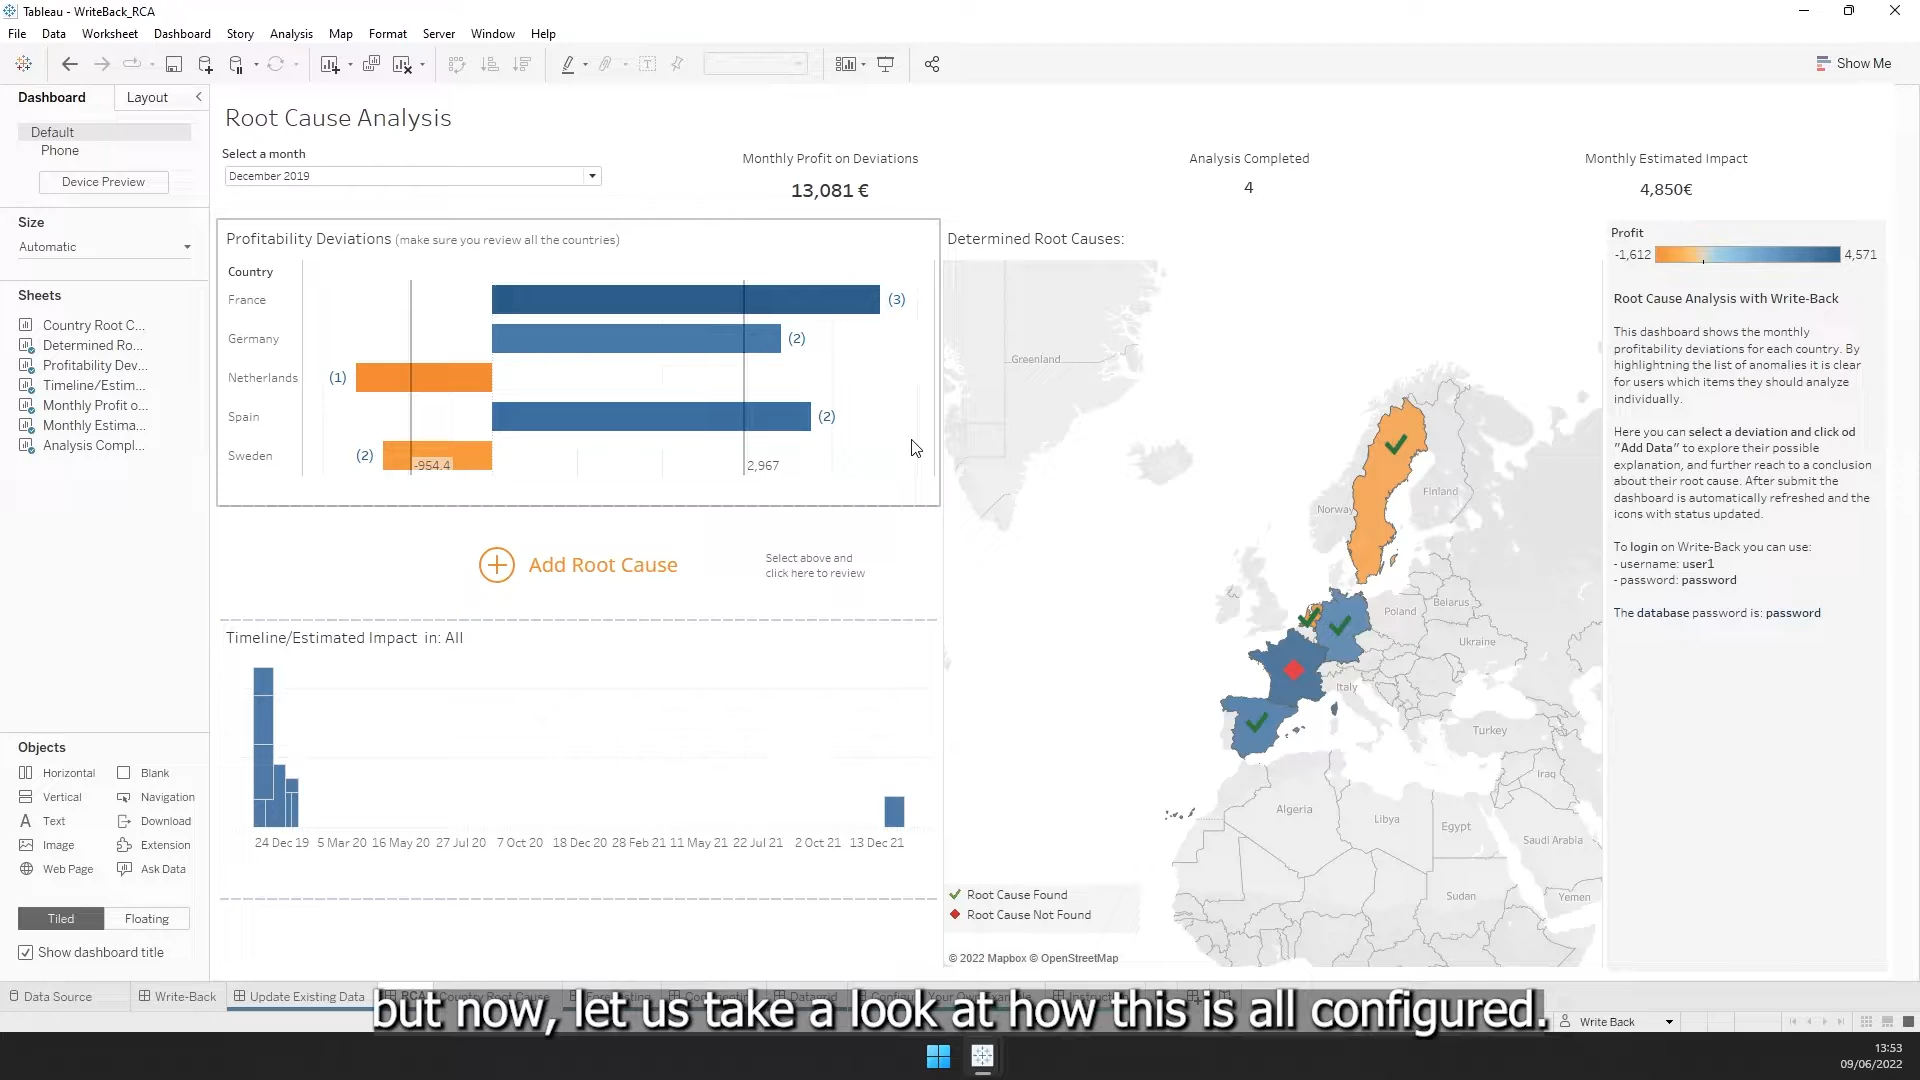 Tableau - WriteBack_RCA
File Data Worksheet Dashboard Story Analysis Map Format Server Window Help
Show Me
Dashboard
Layout
Default
Phone
Device Preview
Size
Automatic
Sheets
Country Root C...
Determined Ro...
Profitability Dev...
Timeline/Estim...
Monthly Profit o...
Monthly Estima...
Analysis Compl...
Objects
Horizontal
Blank
Vertical
Navigation
Text
Download
Image
Extension
Web Page
Ask Data
Tiled
Floating
Show dashboard title
Root Cause Analysis
Select a month
December 2019
Monthly Profit on Deviations
13,081 €
Analysis Completed
4
Monthly Estimated Impact
4,850€
Profitability Deviations (make sure you review all the countries)
Country
France
(3)
Germany
(2)
Netherlands
(1)
Spain
(2)
Sweden
(2)
-954.4
2,967
Add Root Cause
Select above and
click here to review
Timeline/Estimated Impact in: All
24 Dec 19 5 Mar 20 16 May 20 27 Jul 20 7 Oct 20 18 Dec 20 28 Feb 21 11 May 21 22 Jul 21 2 Oct 21 13 Dec 21
Determined Root Causes:
Greenland
Norway
Finland
Belarus
Poland
Ukraine
Italy
Turkey
Iraq
Algeria
Libya
Egypt
Saudi Arabia
Sudan
Yemen
Root Cause Found
Root Cause Not Found
© 2022 Mapbox © OpenStreetMap
Profit
-1,612
4,571
Root Cause Analysis with Write-Back
This dashboard shows the monthly
profitability deviations for each country. By
highlightning the list of anomalies it is clear
for users which items they should analyze
individually.
Here you can select a deviation and click od
"Add Data" to explore their possible
explanation, and further reach to a conclusion
about their root cause. After submit the
dashboard is automatically refreshed and the
icons with status updated.
To login on Write-Back you can use:
- username: user1
- password: password
The database password is: password
Data Source
Write-Back
Update Existing Data
Write Back
but now, let us take a look at how this is all configured.
13:53
09/06/2022